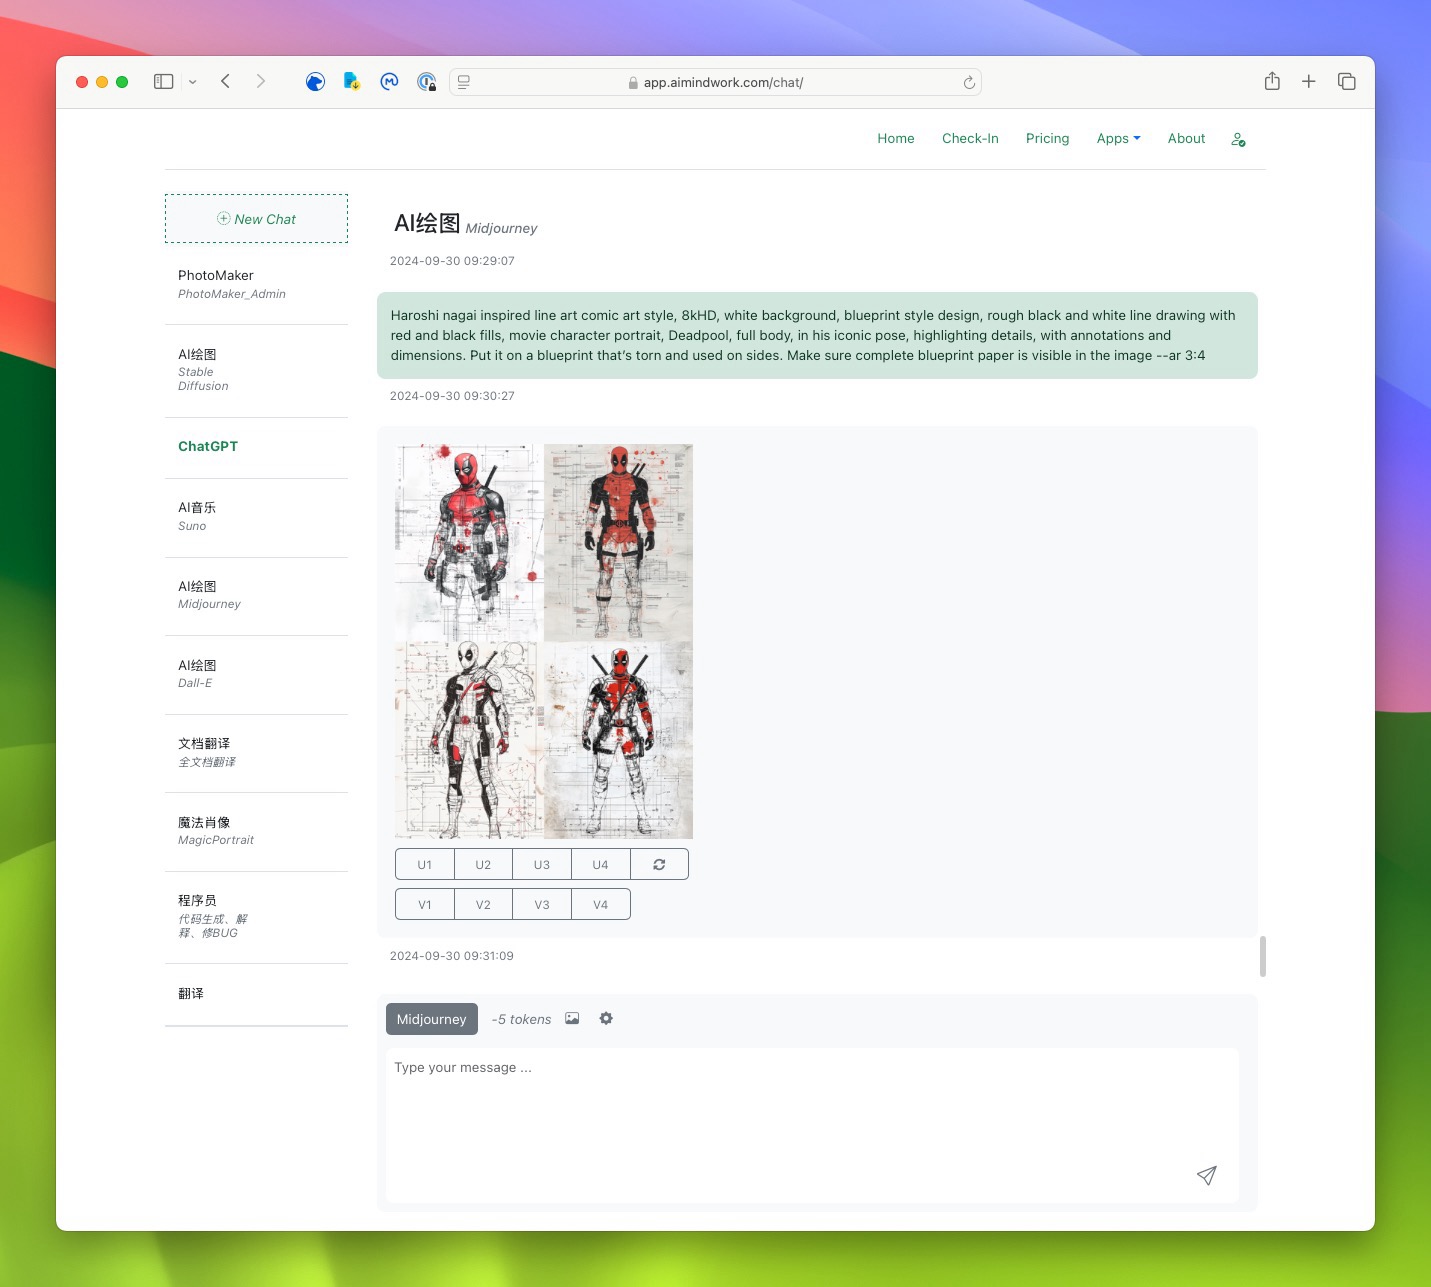 app.aimindwork.com/chat/
Home Check-In Pricing Apps About
New Chat
PhotoMaker
PhotoMaker_Admin
AI绘图
Stable
Diffusion
ChatGPT
AI音乐
Suno
AI绘图
Midjourney
AI绘图
Dall-E
文档翻译
全文档翻译
魔法肖像
MagicPortrait
程序员
代码生成、解
释、修BUG
翻译
AI绘图 Midjourney
2024-09-30 09:29:07
Haroshi nagai inspired line art comic art style, 8kHD, white background, blueprint style design, rough black and white line drawing with
red and black fills, movie character portrait, Deadpool, full body, in his iconic pose, highlighting details, with annotations and
dimensions. Put it on a blueprint that's torn and used on sides. Make sure complete blueprint paper is visible in the image --ar 3:4
2024-09-30 09:30:27
U1 U2 U3 U4
V1 V2 V3 V4
2024-09-30 09:31:09
Midjourney -5 tokens
Type your message ...